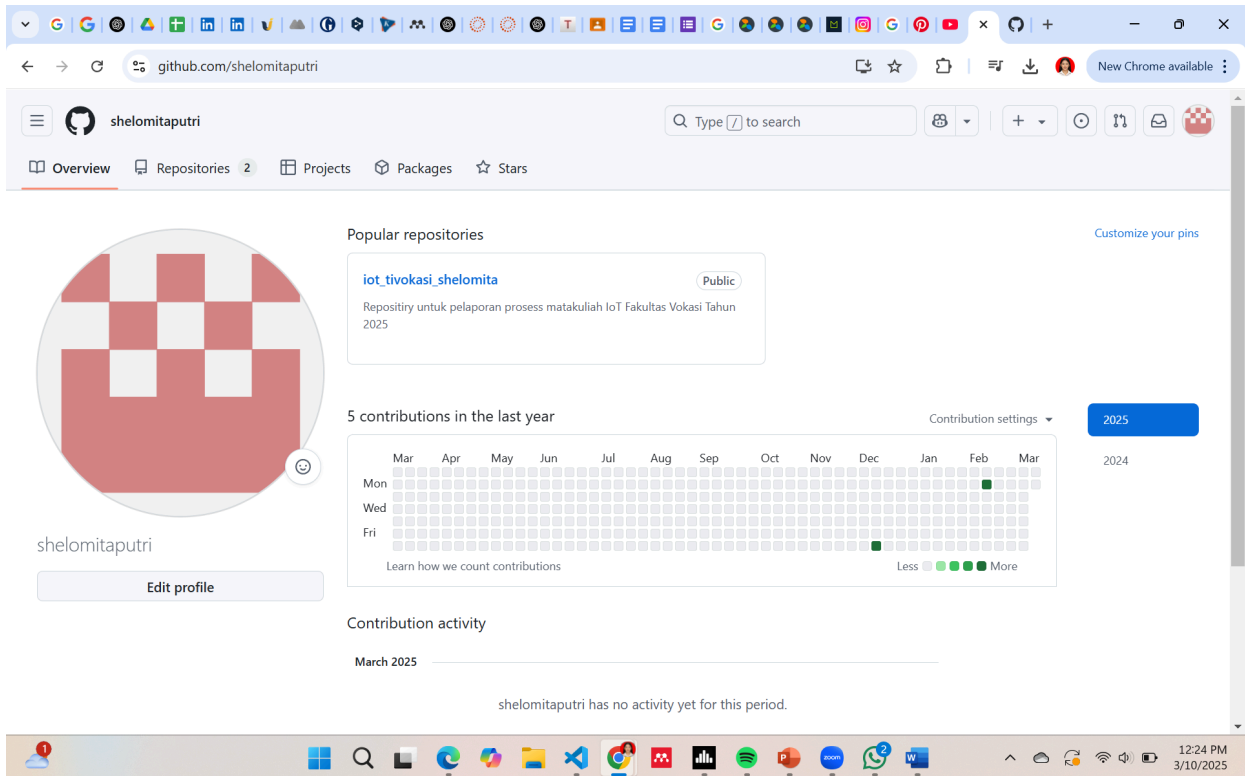 github.com/shelomitaputri
New Chrome available
shelomitaputri
Type / to search
Overview
Repositories 2
Projects
Packages
Stars
Popular repositories
Customize your pins
iot_tivokasi_shelomita
Public
Repositiry untuk pelaporan prosess matakuliah IoT Fakultas Vokasi Tahun
2025
5 contributions in the last year
Contribution settings
2025
2024
Mar Apr May Jun Jul Aug Sep Oct Nov Dec Jan Feb Mar
Mon
Wed
Fri
Learn how we count contributions
Less More
shelomitaputri
Edit profile
Contribution activity
March 2025
shelomitaputri has no activity yet for this period.
1
zoom
2
12:24 PM
3/10/2025